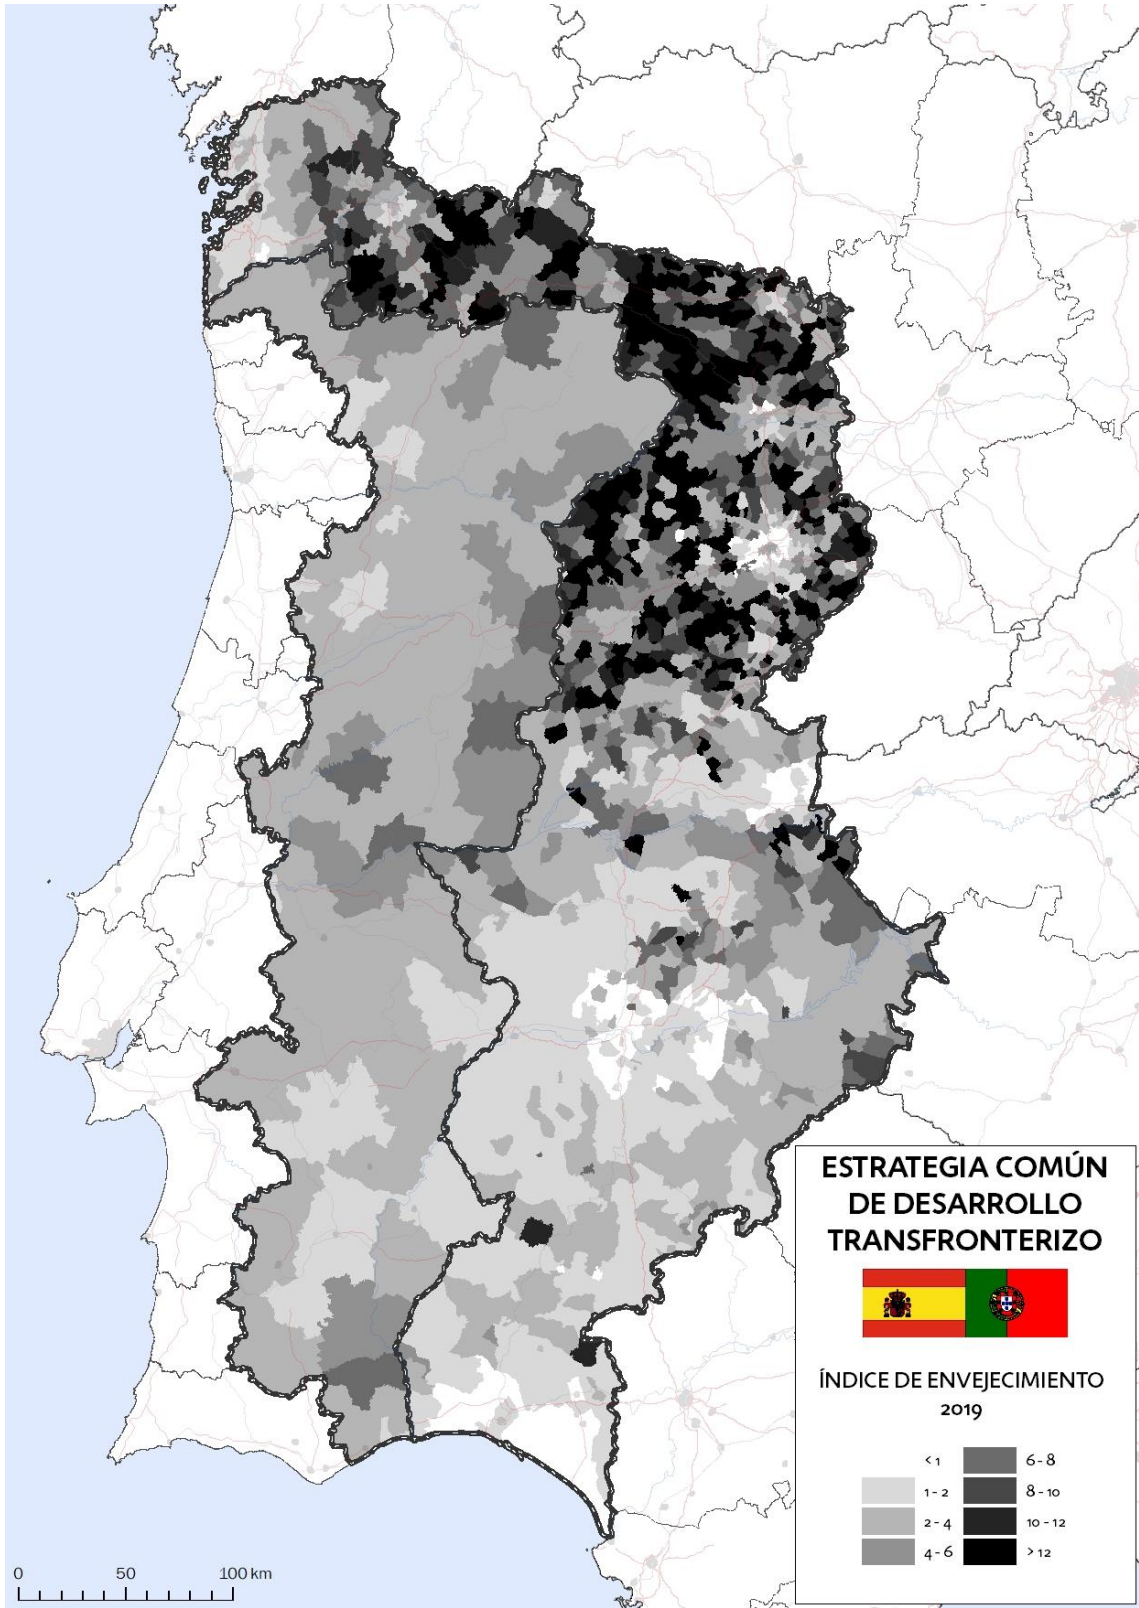 ESTRATEGIA COMÚN
DE DESARROLLO
TRANSFRONTERIZO
ÍNDICE DE ENVEJECIMIENTO
2019
< 1
1 - 2
2 - 4
4 - 6
6 - 8
8 - 10
10 - 12
> 12
0 50 100 km